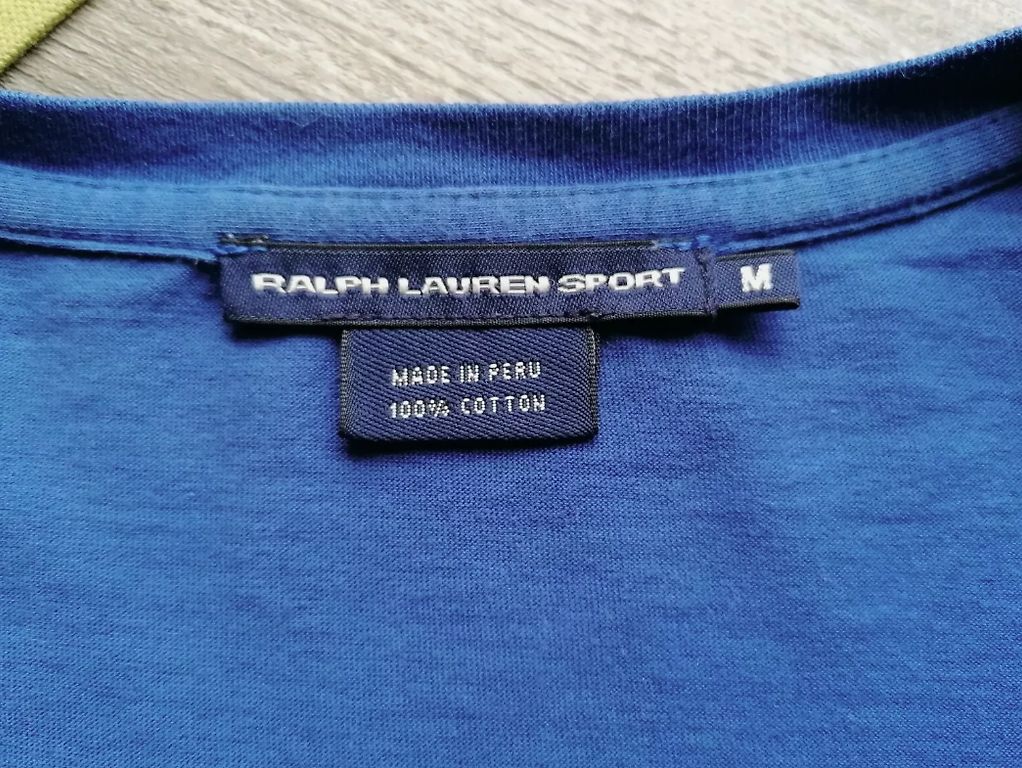 RALPH LAUREN SPORT M
MADE IN PERU
100% COTTON